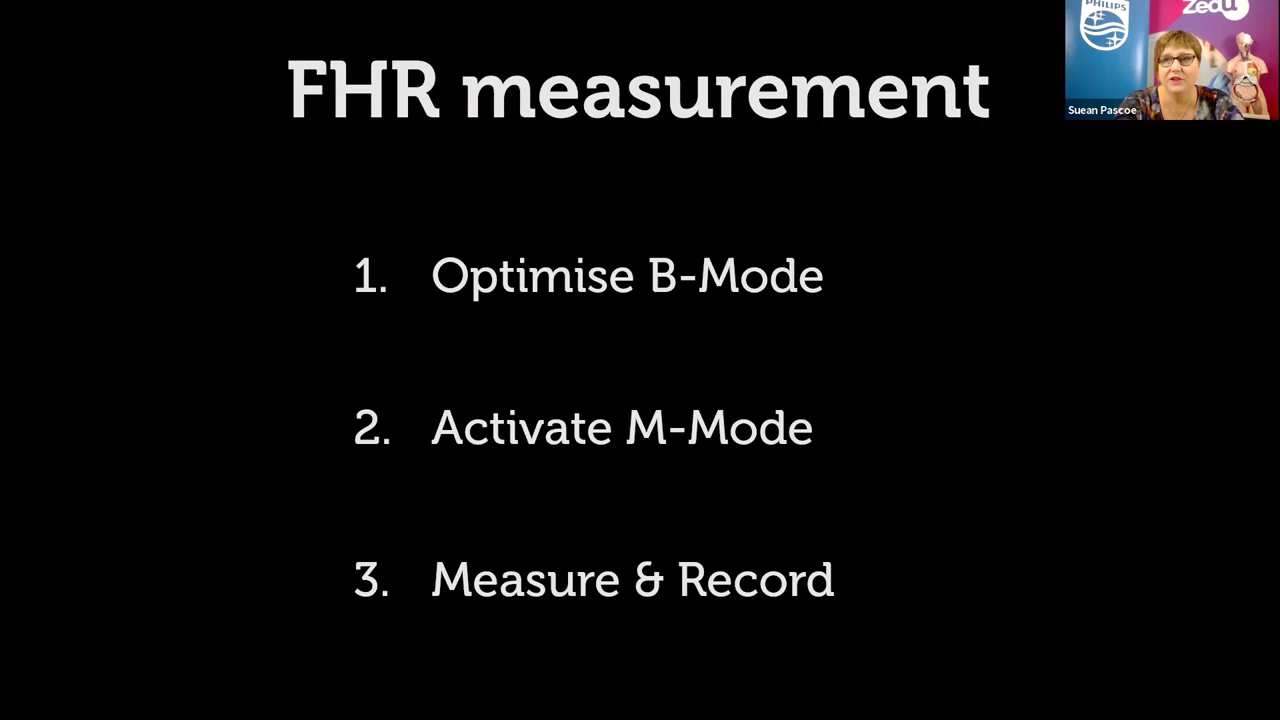 FHR measurement
PHILIPS
Zedu
Suean Pascoe
1. Optimise B-Mode
2. Activate M-Mode
3. Measure & Record